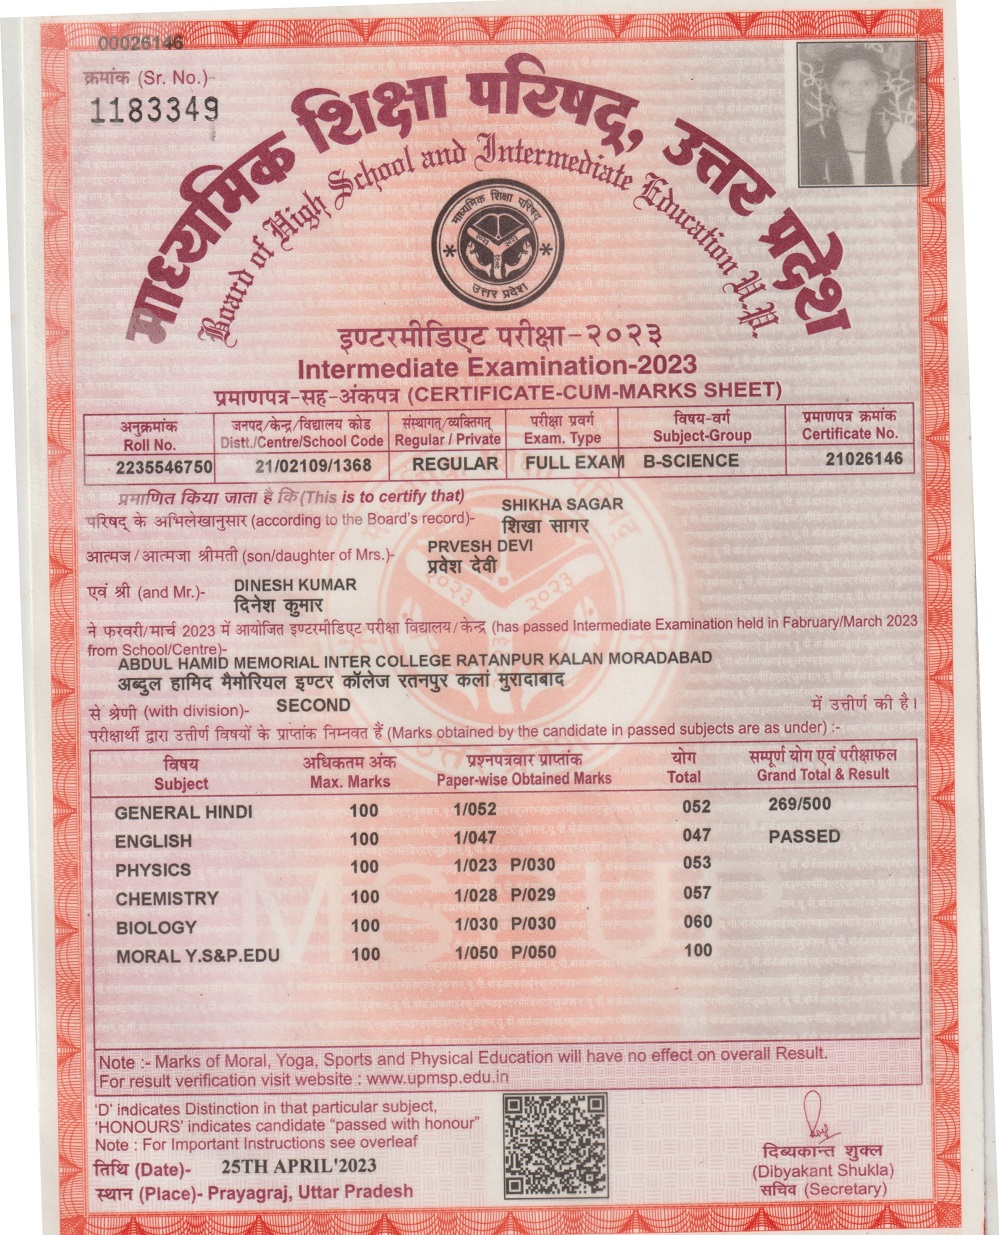 00026146
क्रमांक (Sr. No.)-
1183349
माध्यमिक शिक्षा परिषद्, उत्तर प्रदेश
Board of High School and Intermediate Education U.P.
माध्यमिक शिक्षा परिषद्
उत्तर प्रदेश
इण्टरमीडिएट परीक्षा-२०२३
Intermediate Examination-2023
प्रमाणपत्र-सह-अंकपत्र (CERTIFICATE-CUM-MARKS SHEET)
अनुक्रमांक जनपद/केन्द्र/विद्यालय कोड संस्थागत्/व्यक्तिगत् परीक्षा प्रवर्ग विषय-वर्ग प्रमाणपत्र क्रमांक
Roll No. Distt./Centre/School Code Regular / Private Exam. Type Subject-Group Certificate No.
2235546750 21/02109/1368 REGULAR FULL EXAM B-SCIENCE 21026146
प्रमाणित किया जाता है कि (This is to certify that)
SHIKHA SAGAR
परिषद् के अभिलेखानुसार (according to the Board's record)- शिखा सागर
PRVESH DEVI
आत्मज/आत्मजा श्रीमती (son/daughter of Mrs.)- प्रवेश देवी
एवं श्री (and Mr.)- DINESH KUMAR
दिनेश कुमार
ने फरवरी/मार्च 2023 में आयोजित इण्टरमीडिएट परीक्षा विद्यालय/केन्द्र (has passed Intermediate Examination held in Fabruary/March 2023
from School/Centre)-
ABDUL HAMID MEMORIAL INTER COLLEGE RATANPUR KALAN MORADABAD
अब्दुल हामिद मैमोरियल इण्टर कॉलेज रतनपुर कलां मुरादाबाद
से श्रेणी (with division)- SECOND में उत्तीर्ण की है।
परीक्षार्थी द्वारा उत्तीर्ण विषयों के प्राप्तांक निम्नवत हैं (Marks obtained by the candidate in passed subjects are as under) :-
विषय अधिकतम अंक प्रश्नपत्रवार प्राप्तांक योग सम्पूर्ण योग एवं परीक्षाफल
Subject Max. Marks Paper-wise Obtained Marks Total Grand Total & Result
GENERAL HINDI 100 1/052 052 269/500
ENGLISH 100 1/047 047 PASSED
PHYSICS 100 1/023 P/030 053
CHEMISTRY 100 1/028 P/029 057
BIOLOGY 100 1/030 P/030 060
MORAL Y.S&P.EDU 100 1/050 P/050 100
Note :- Marks of Moral, Yoga, Sports and Physical Education will have no effect on overall Result.
For result verification visit website : www.upmsp.edu.in
'D' indicates Distinction in that particular subject,
'HONOURS' indicates candidate "passed with honour"
Note : For Important Instructions see overleaf
तिथि (Date)- 25TH APRIL'2023
स्थान (Place)- Prayagraj, Uttar Pradesh
दिब्यकान्त शुक्ल
(Dibyakant Shukla)
सचिव (Secretary)